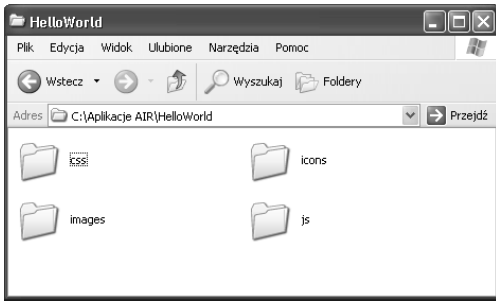 HelloWorld
Plik Edycja Widok Ulubione Narzędzia Pomoc
Wstecz Wyszukaj Foldery
Adres C:\Aplikacje AIR\HelloWorld Przejdź
css icons
images js